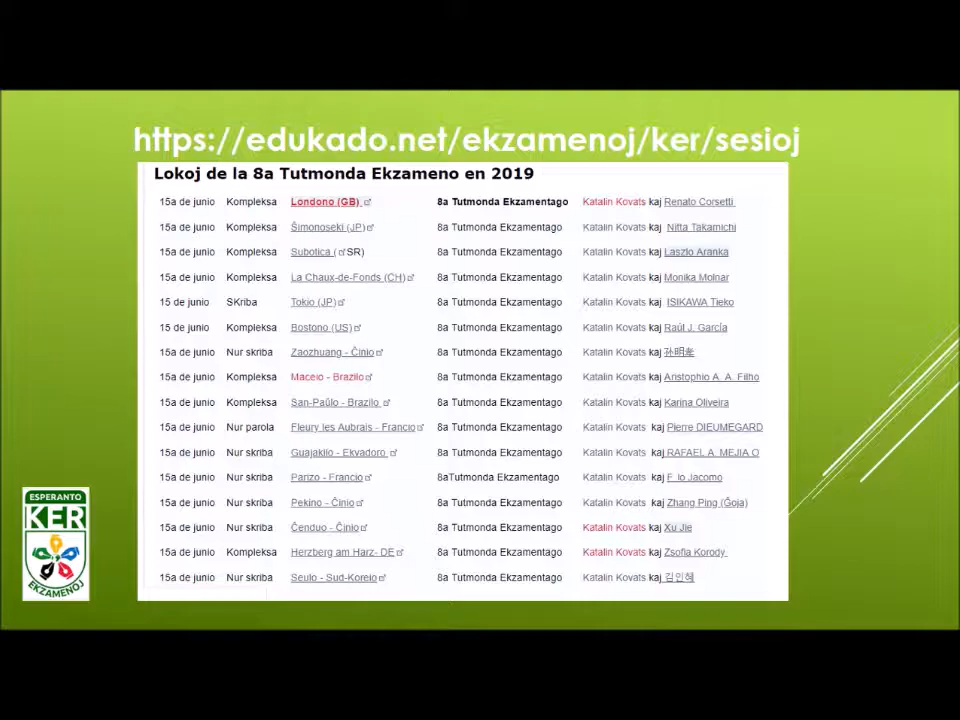 https://edukado.net/ekzamenoj/ker/sesioj
Lokoj de la 8a Tutmonda Ekzameno en 2019
15a de junio Kompleksa Londono (GB) 8a Tutmonda Ekzamentago Katalin Kovats kaj Renato Corsetti
15a de junio Kompleksa Ŝimonoseki (JP) 8a Tutmonda Ekzamentago Katalin Kovats kaj Nitta Takamichi
15a de junio Kompleksa Subotica (SR) 8a Tutmonda Ekzamentago Katalin Kovats kaj Laszlo Aranka
15a de junio Kompleksa La Chaux-de-Fonds (CH) 8a Tutmonda Ekzamentago Katalin Kovats kaj Monika Molnar
15 de junio SKriba Tokio (JP) 8a Tutmonda Ekzamentago Katalin Kovats kaj ISIKAWA Tieko
15 de junio Kompleksa Bostono (US) 8a Tutmonda Ekzamentago Katalin Kovats kaj Raúl J. García
15a de junio Nur skriba Zaozhuang - Ĉinio 8a Tutmonda Ekzamentago Katalin Kovats kaj 孙明孝
15a de junio Kompleksa Maceio - Brazilo 8a Tutmonda Ekzamentago Katalin Kovats kaj Aristophio A. A. Filho
15a de junio Kompleksa San-Paŭlo - Brazilo 8a Tutmonda Ekzamentago Katalin Kovats kaj Karina Oliveira
15a de junio Nur parola Fleury les Aubrais - Francio 8a Tutmonda Ekzamentago Katalin Kovats kaj Pierre DIEUMEGARD
15a de junio Nur skriba Guajakilo - Ekvadoro 8a Tutmonda Ekzamentago Katalin Kovats kaj RAFAEL A. MEJIA O
15a de junio Nur skriba Parizo - Francio 8aTutmonda Ekzamentago Katalin Kovats kaj F. lo Jacomo
15a de junio Nur skriba Pekino - Ĉinio 8a Tutmonda Ekzamentago Katalin Kovats kaj Zhang Ping (Ĝoja)
15a de junio Nur skriba Ĉenduo - Ĉinio 8a Tutmonda Ekzamentago Katalin Kovats kaj Xu Jie
15a de junio Kompleksa Herzberg am Harz- DE 8a Tutmonda Ekzamentago Katalin Kovats kaj Zsofia Korody
15a de junio Nur skriba Seulo - Sud-Koreio 8a Tutmonda Ekzamentago Katalin Kovats kaj 김인혜
ESPERANTO
KER
EKZAMENOJ